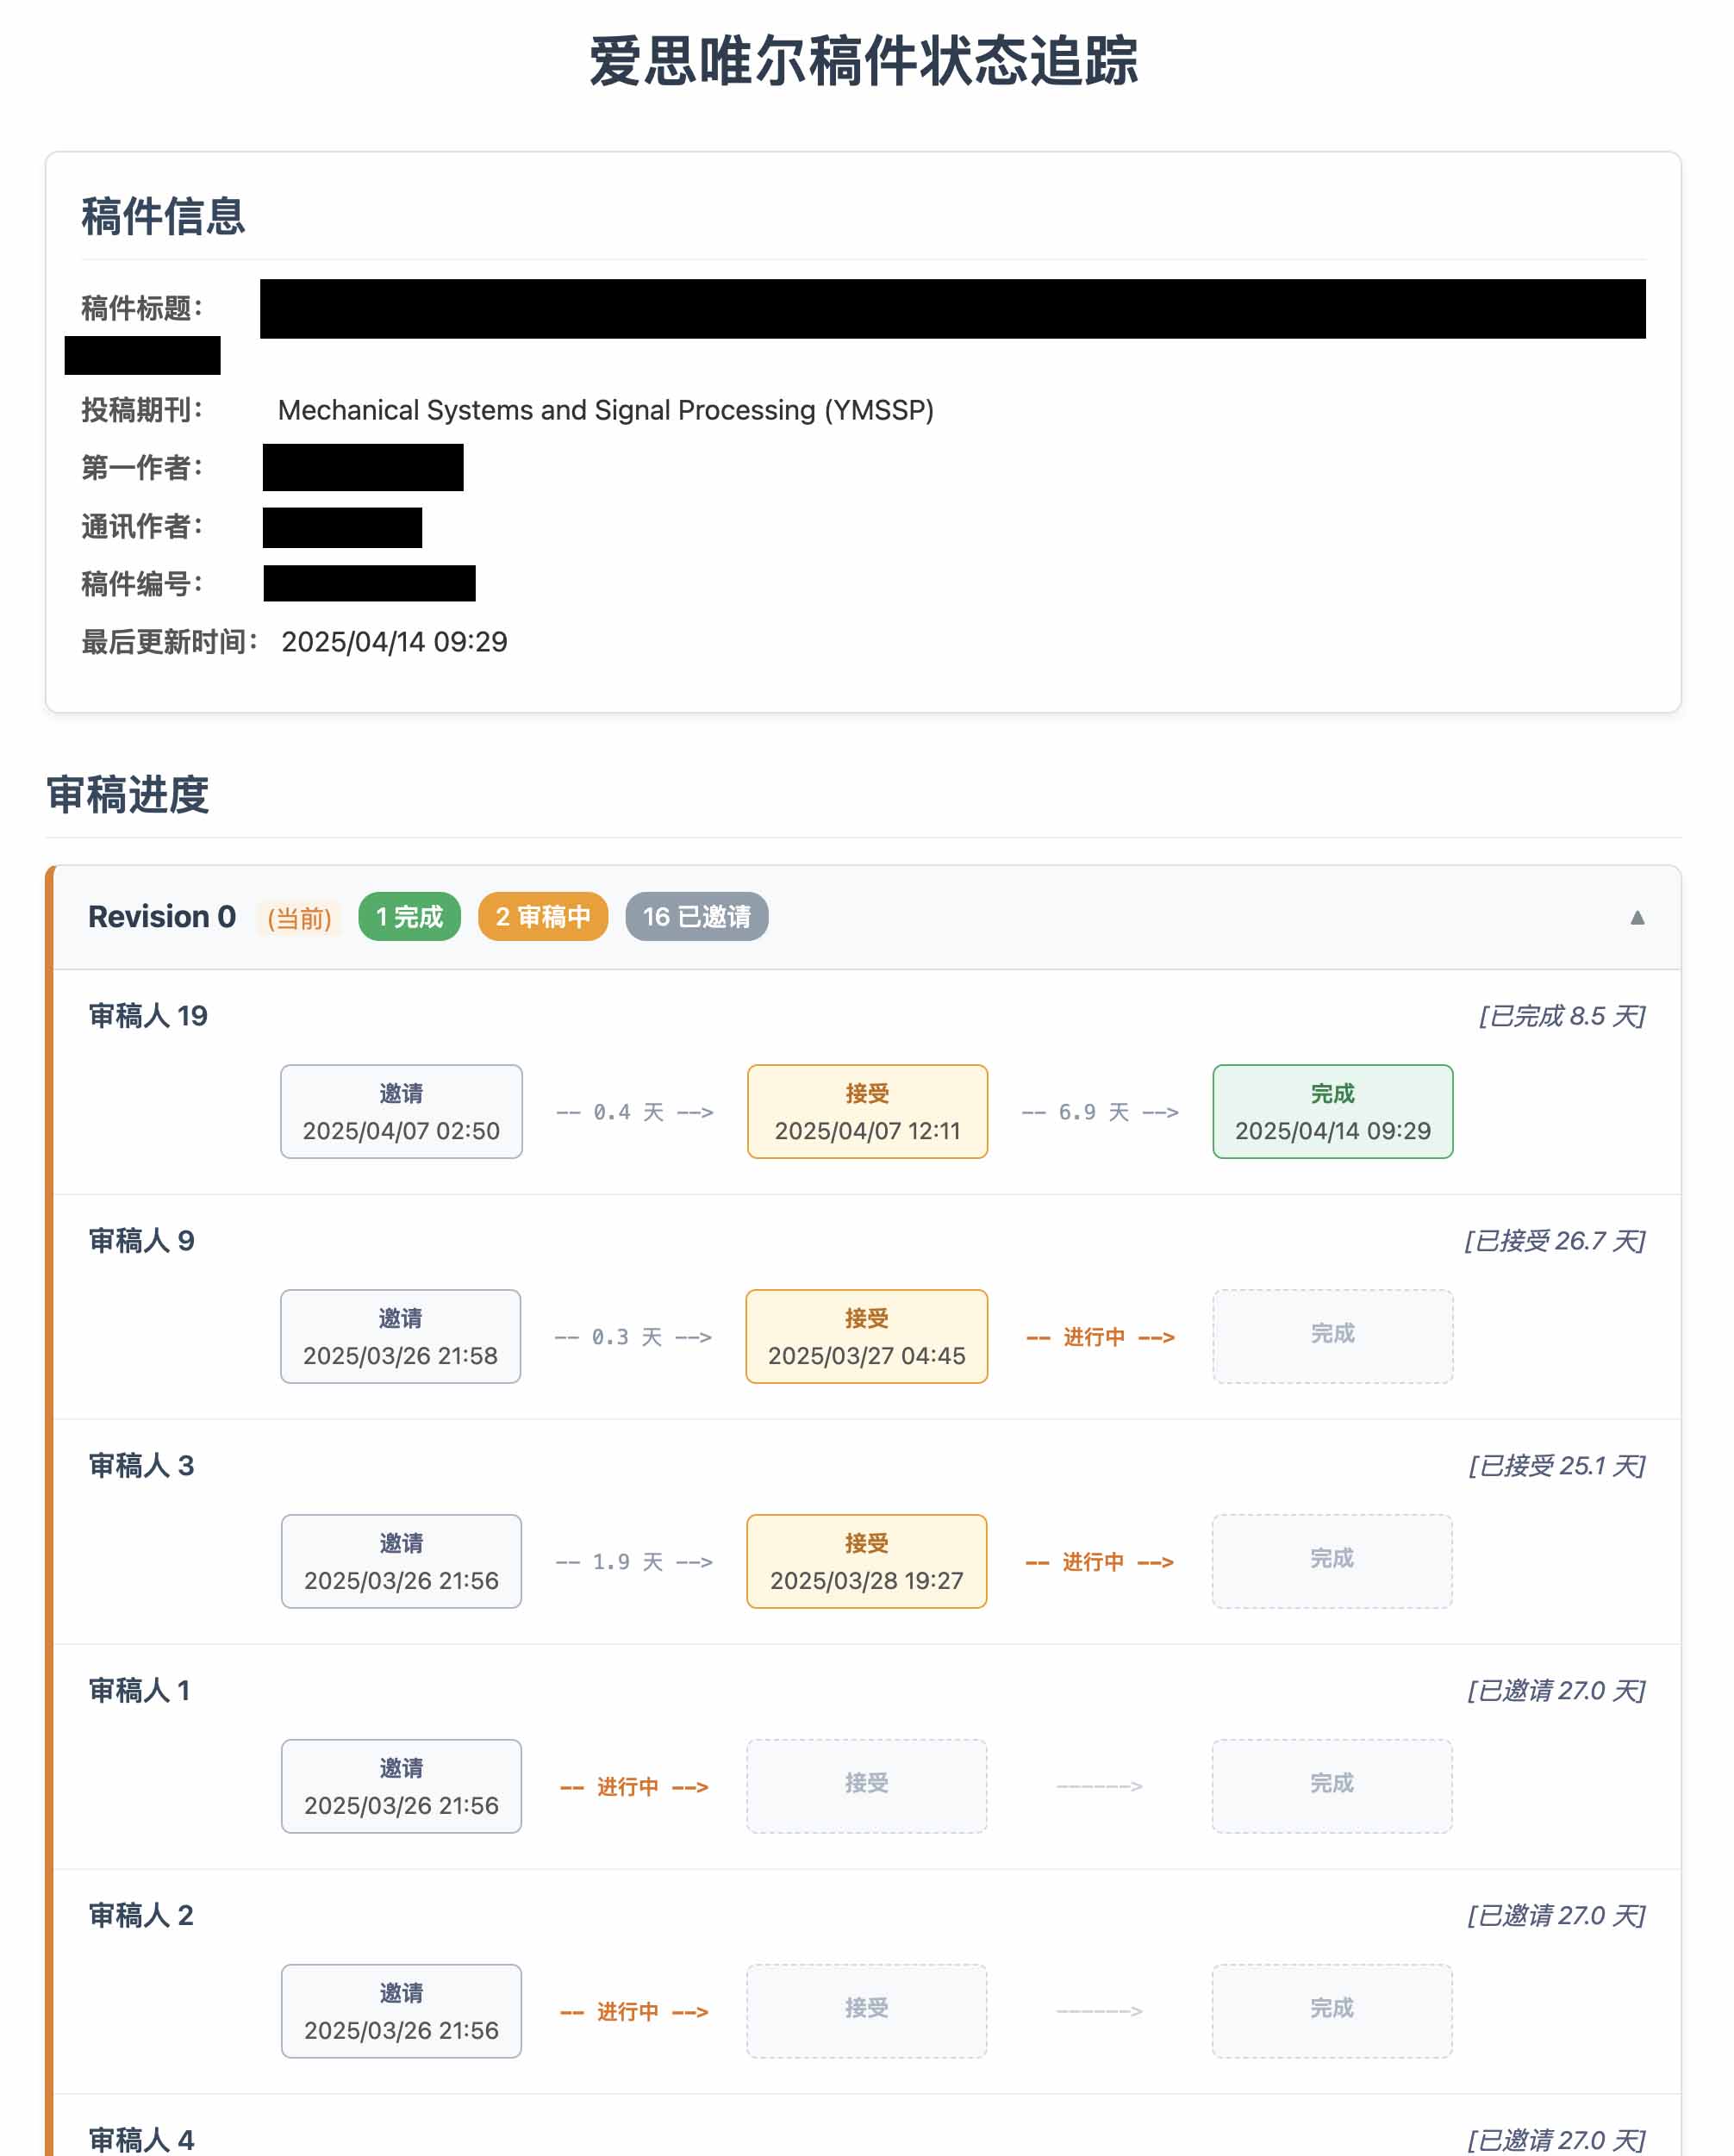 爱思唯尔稿件状态追踪
稿件信息
稿件标题：
投稿期刊： Mechanical Systems and Signal Processing (YMSSP)
第一作者：
通讯作者：
稿件编号：
最后更新时间： 2025/04/14 09:29
审稿进度
Revision 0 (当前) 1 完成 2 审稿中 16 已邀请 ▲
审稿人 19 [已完成 8.5 天]
邀请 接受 完成
2025/04/07 02:50 -- 0.4 天 --> 2025/04/07 12:11 -- 6.9 天 --> 2025/04/14 09:29
审稿人 9 [已接受 26.7 天]
邀请 接受 完成
2025/03/26 21:58 -- 0.3 天 --> 2025/03/27 04:45 -- 进行中 -->
审稿人 3 [已接受 25.1 天]
邀请 接受 完成
2025/03/26 21:56 -- 1.9 天 --> 2025/03/28 19:27 -- 进行中 -->
审稿人 1 [已邀请 27.0 天]
邀请 接受 完成
2025/03/26 21:56 -- 进行中 --> ------>
审稿人 2 [已邀请 27.0 天]
邀请 接受 完成
2025/03/26 21:56 -- 进行中 --> ------>
审稿人 4 [已邀请 27.0 天]